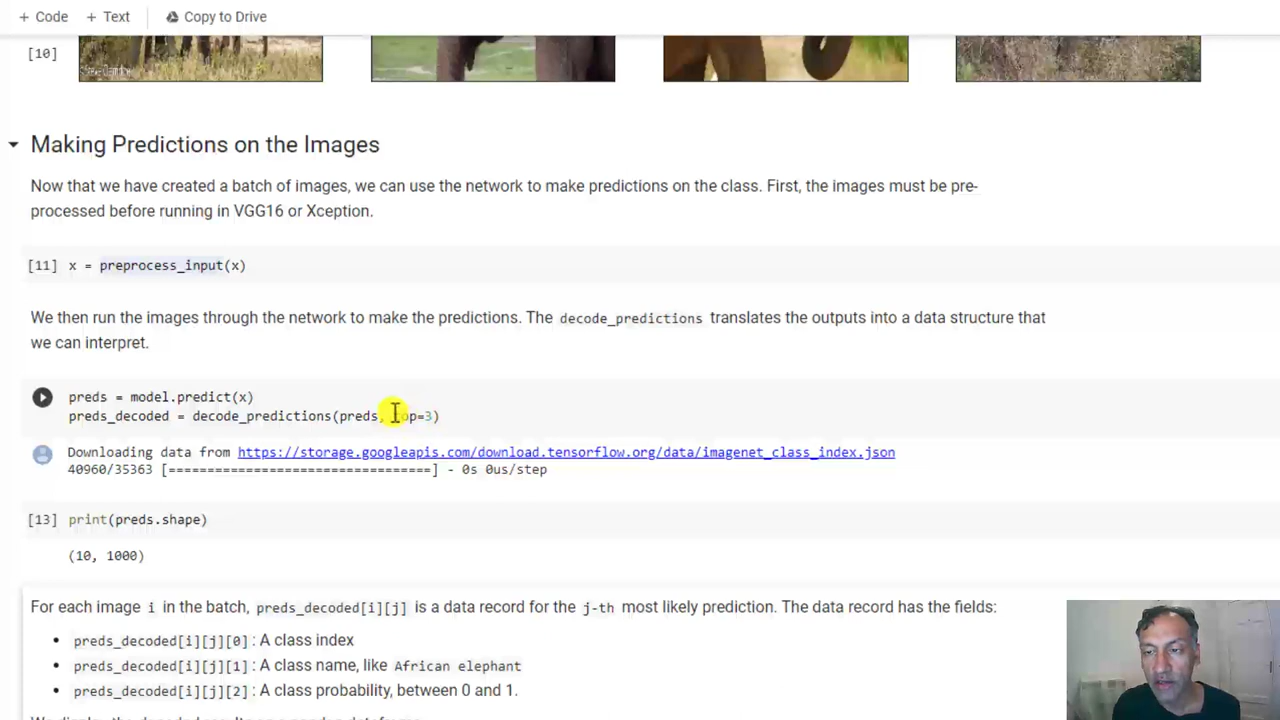 + Code + Text Copy to Drive
[10]
Making Predictions on the Images
Now that we have created a batch of images, we can use the network to make predictions on the class. First, the images must be pre-
processed before running in VGG16 or Xception.
[11] x = preprocess_input(x)
We then run the images through the network to make the predictions. The decode_predictions translates the outputs into a data structure that
we can interpret.
preds = model.predict(x)
preds_decoded = decode_predictions(preds, top=3)
Downloading data from https://storage.googleapis.com/download.tensorflow.org/data/imagenet_class_index.json
40960/35363 [==================================] - 0s 0us/step
[13] print(preds.shape)
(10, 1000)
For each image i in the batch, preds_decoded[i][j] is a data record for the j-th most likely prediction. The data record has the fields:
• preds_decoded[i][j][0]: A class index
• preds_decoded[i][j][1]: A class name, like African elephant
• preds_decoded[i][j][2]: A class probability, between 0 and 1.